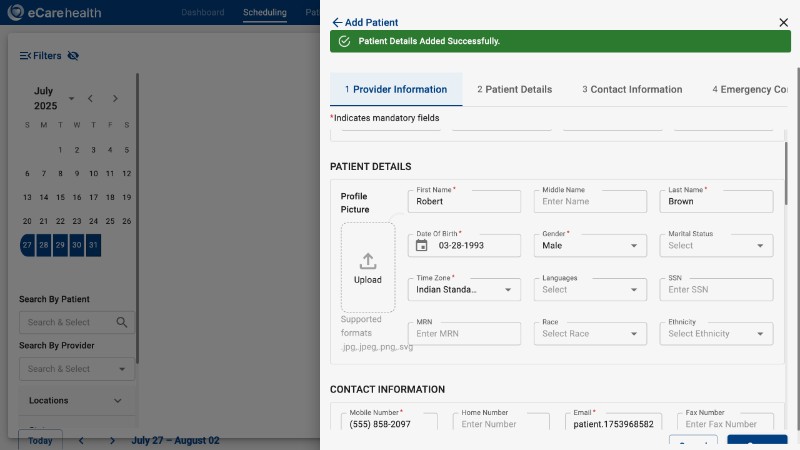 eCarehealth
Dashboard
Scheduling
Add Patient
Patient Details Added Successfully.
1 Provider Information
2 Patient Details
3 Contact Information
4 Emergency Co
*Indicates mandatory fields
Filters
July
2025
S M T W T F S
1 2 3 4 5
6 7 8 9 10 11 12
13 14 15 16 17 18 19
20 21 22 23 24 25 26
27 28 29 30 31
Search By Patient
Search & Select
Search By Provider
Search & Select
Locations
Today
July 27 – August 02
PATIENT DETAILS
Profile
Picture
Upload
Supported
formats
.jpg,.jpeg,.png,.svg
First Name *
Robert
Middle Name
Enter Name
Last Name *
Brown
Date Of Birth *
03-28-1993
Gender *
Male
Marital Status
Select
Time Zone *
Indian Standa...
Languages
Select
SSN
Enter SSN
MRN
Enter MRN
Race
Select Race
Ethnicity
Select Ethnicity
CONTACT INFORMATION
Mobile Number *
(555) 858-2097
Home Number
Enter Number
Email *
patient.1753968582
Fax Number
Enter Fax Number